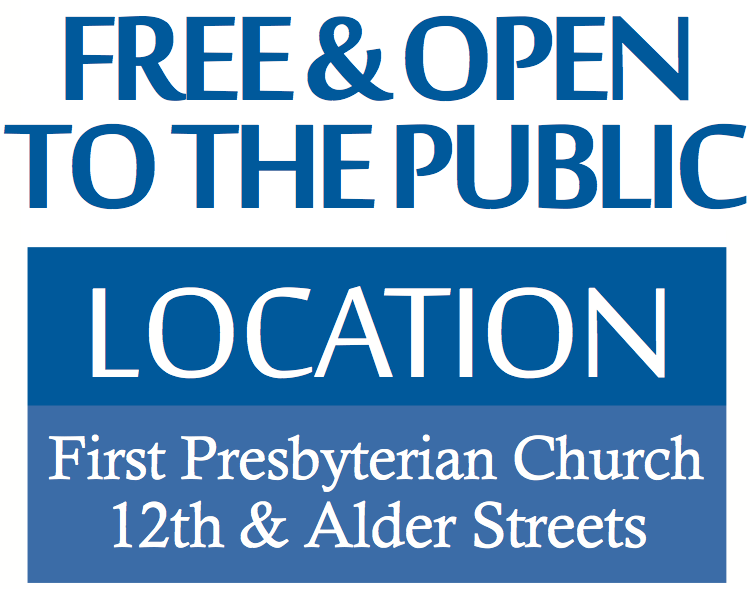 FREE & OPEN
TO THE PUBLIC
LOCATION
First Presbyterian Church
12th & Alder Streets